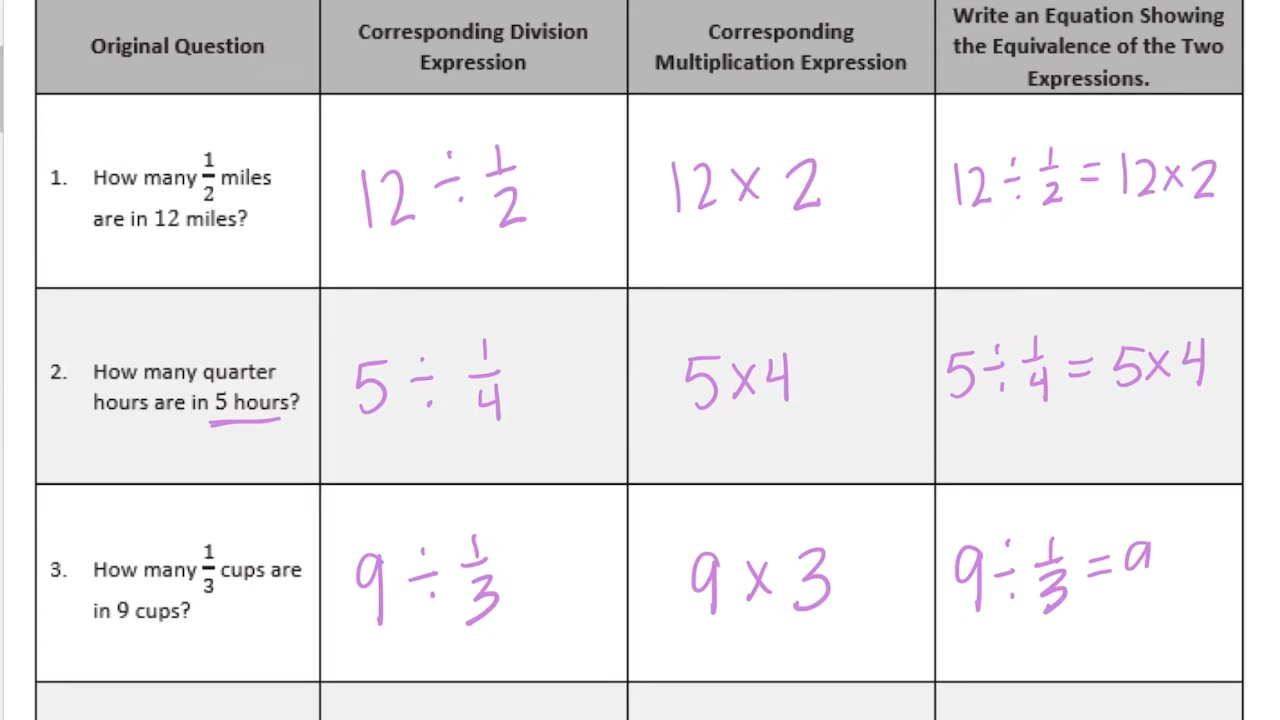 Original Question
Corresponding Division
Expression
Corresponding
Multiplication Expression
Write an Equation Showing
the Equivalence of the Two
Expressions.
1. How many 1/2 miles
are in 12 miles?
12 ÷ 1/2
12 × 2
12 ÷ 1/2 = 12 × 2
2. How many quarter
hours are in 5 hours?
5 ÷ 1/4
5 × 4
5 ÷ 1/4 = 5 × 4
3. How many 1/3 cups are
in 9 cups?
9 ÷ 1/3
9 × 3
9 ÷ 1/3 = 9